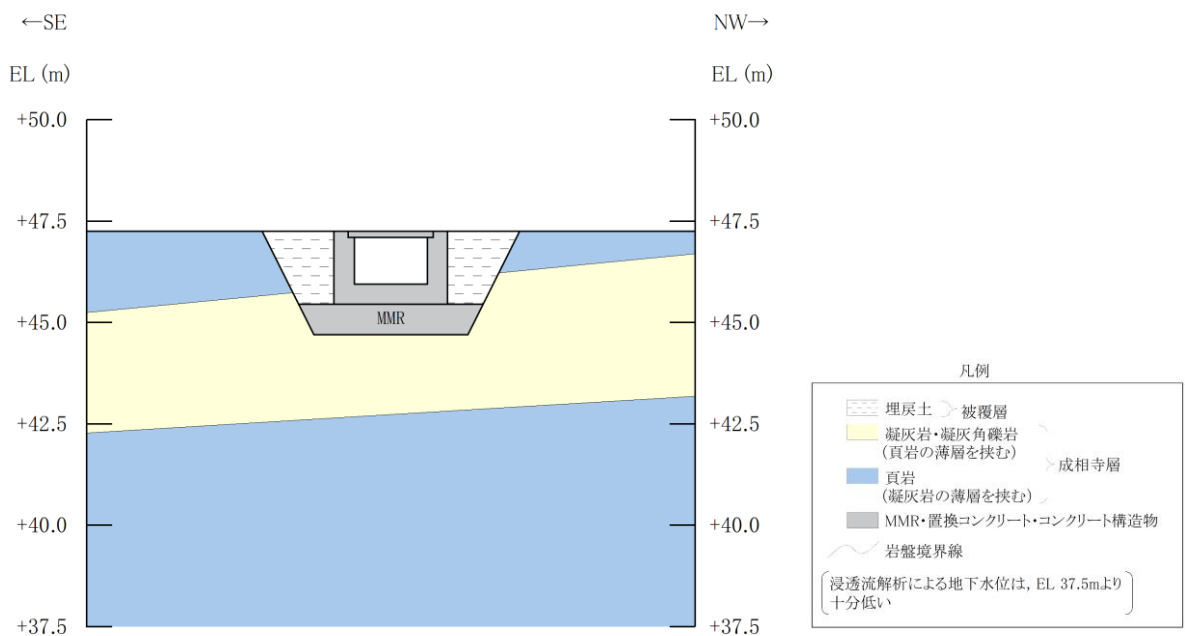 ←SE
NW→
EL (m)
EL (m)
+50.0
+50.0
+47.5
+47.5
+45.0
+45.0
MMR
+42.5
+42.5
+40.0
+40.0
+37.5
+37.5
凡例
埋戻土
被覆層
凝灰岩・凝灰角礫岩
(頁岩の薄層を挟む)
成相寺層
頁岩
(凝灰岩の薄層を挟む)
MMR・置換コンクリート・コンクリート構造物
岩盤境界線
浸透流解析による地下水位は, EL 37.5mより
十分低い